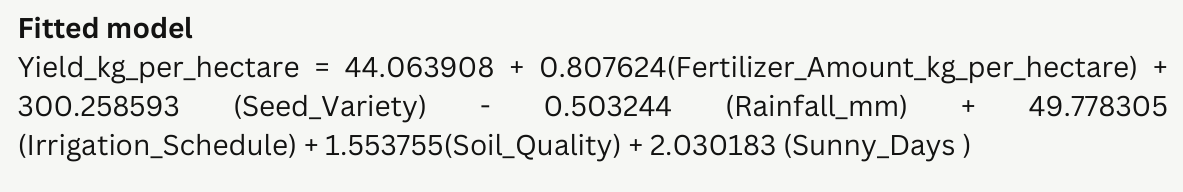 Fitted model
Yield_kg_per_hectare = 44.063908 + 0.807624(Fertilizer_Amount_kg_per_hectare) +
300.258593 (Seed_Variety) - 0.503244 (Rainfall_mm) + 49.778305
(Irrigation_Schedule) + 1.553755(Soil_Quality) + 2.030183 (Sunny_Days )